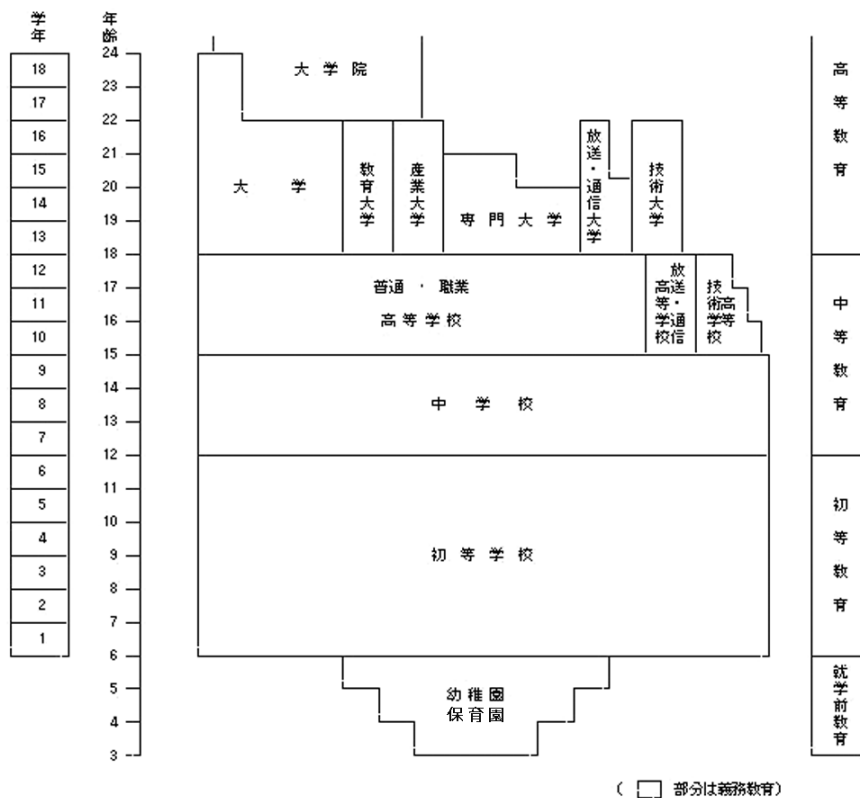 学年
年齢
18
17
16
15
14
13
12
11
10
9
8
7
6
5
4
3
2
1
24
23
22
21
20
19
18
17
16
15
14
13
12
11
10
9
8
7
6
5
4
3
大学院
大学
教育大学
産業大学
専門大学
放送・通信大学
技術大学
普通・職業
高等学校
放送・通信
高等学校
技術高等
学校
中学校
初等学校
幼稚園
保育園
高等教育
中等教育
初等教育
就学前教育
( 部分は義務教育)